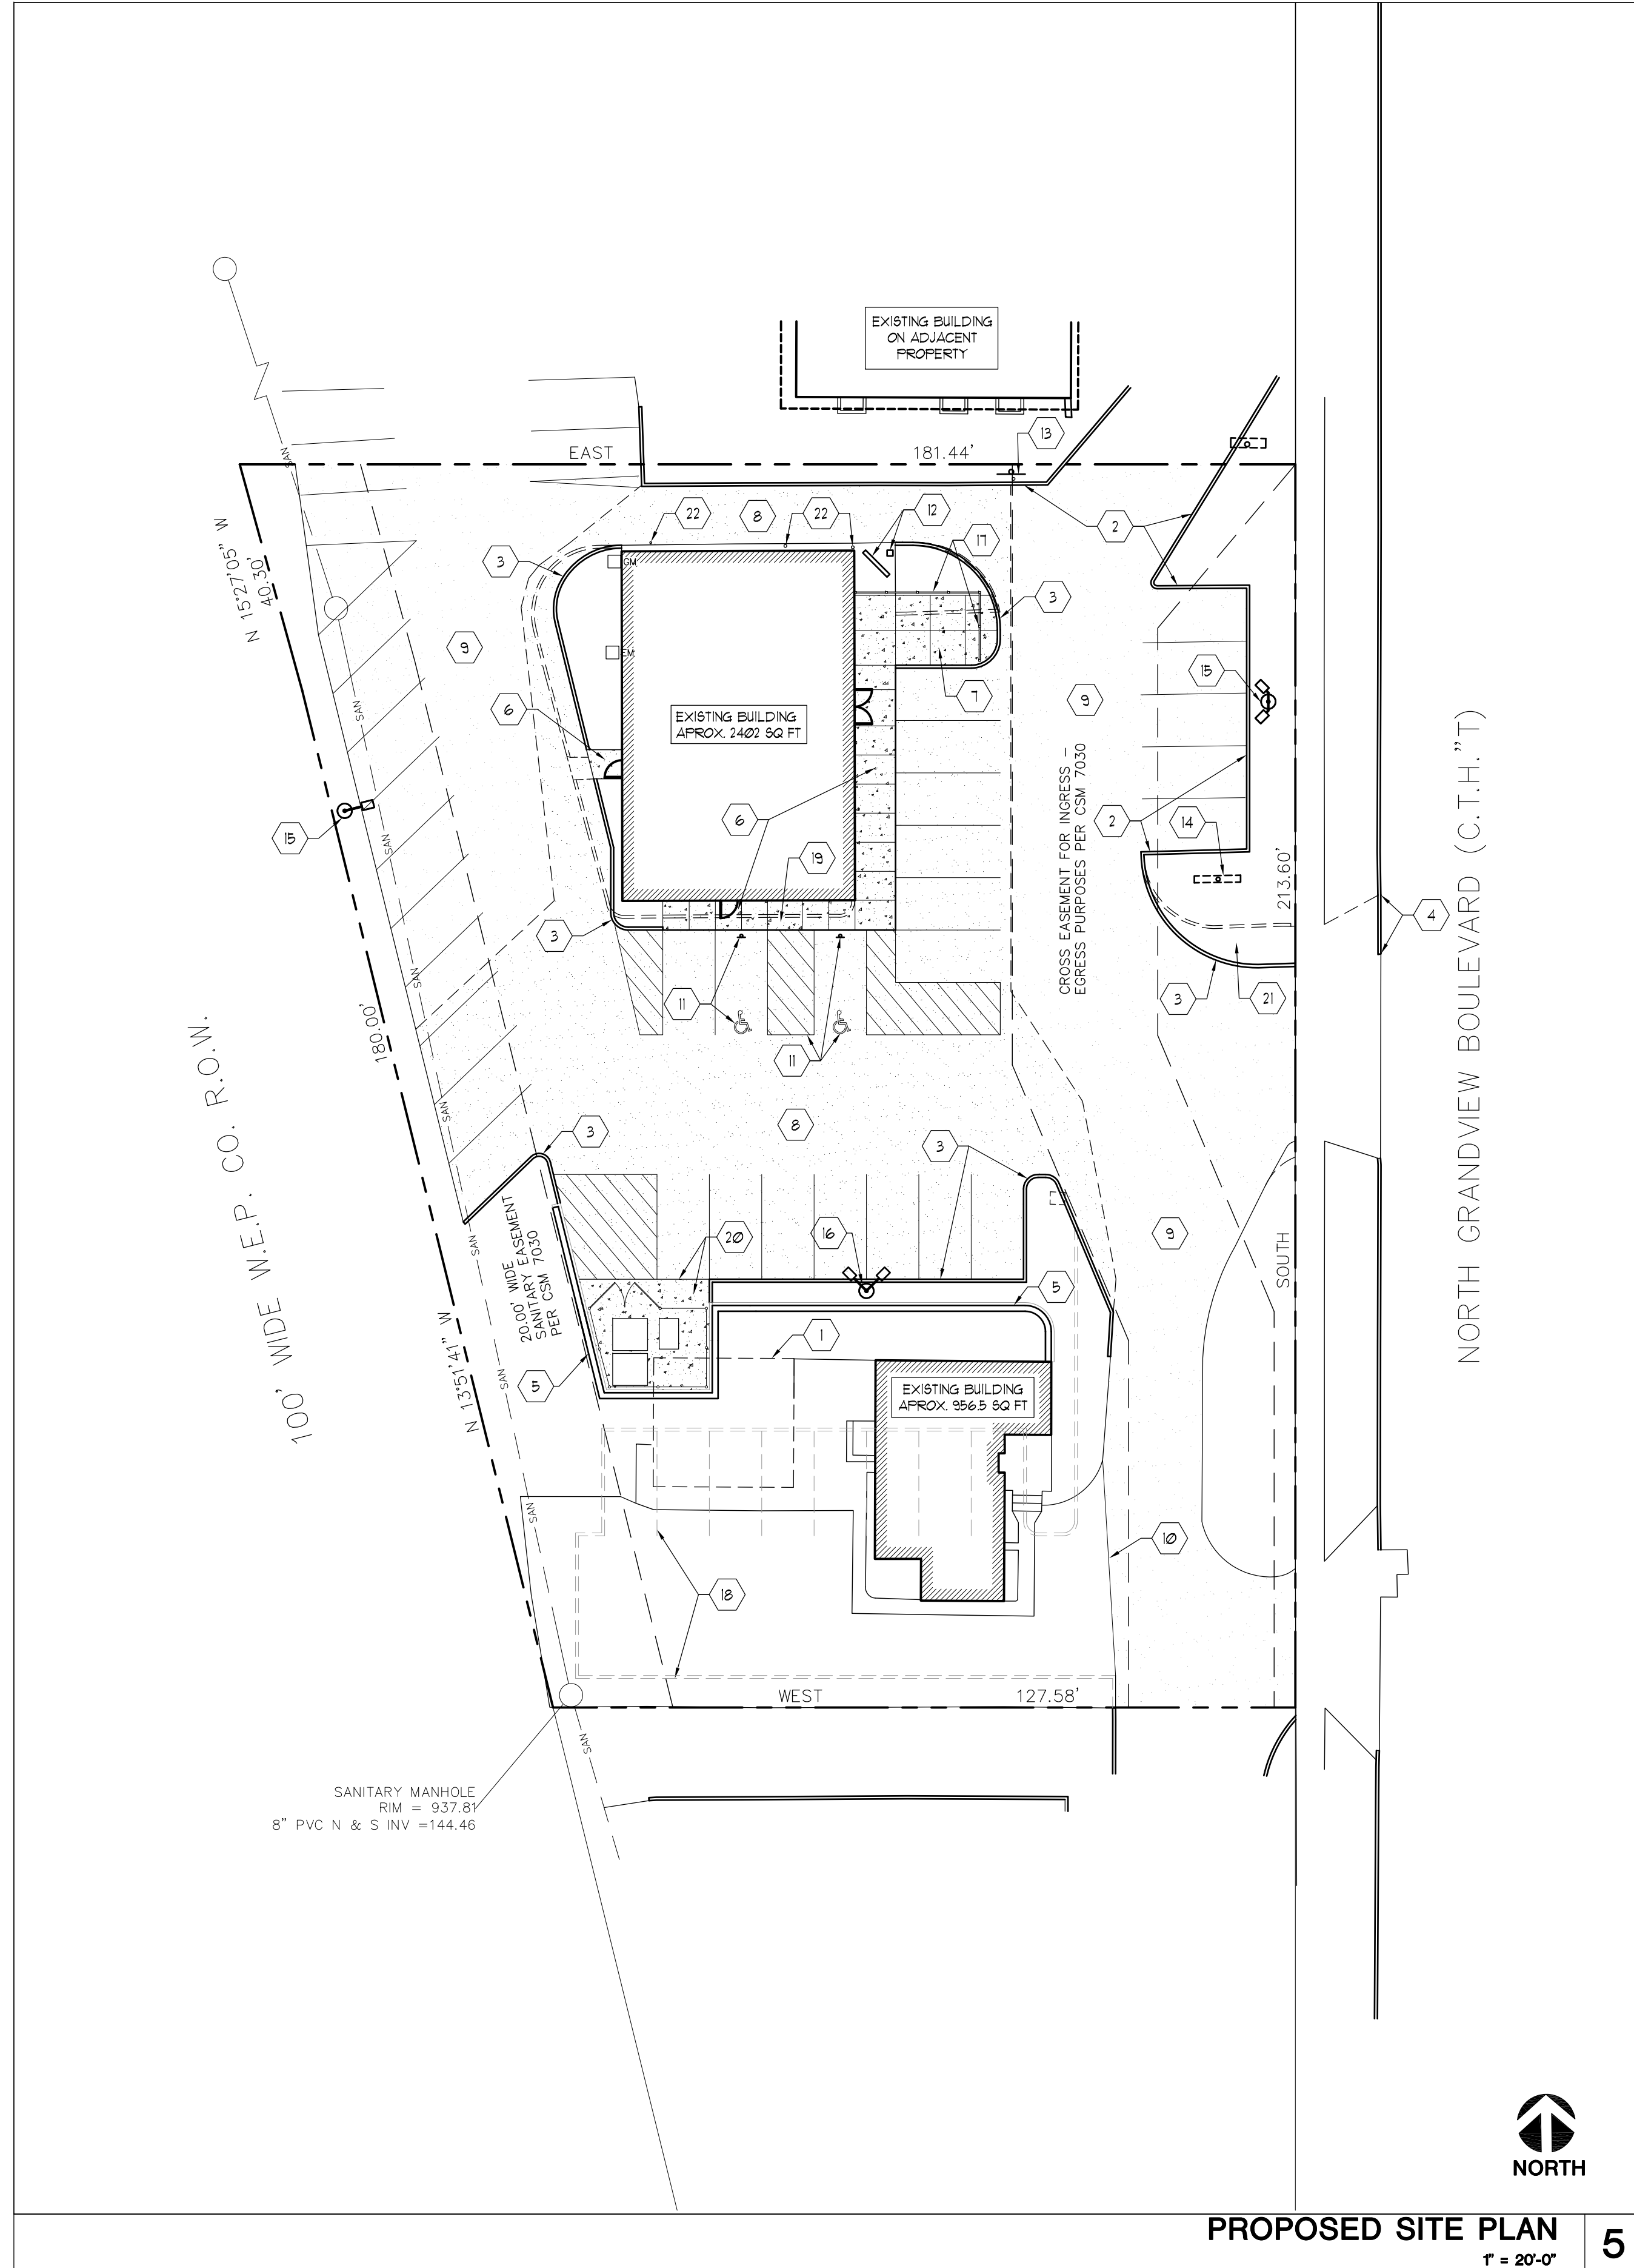 EXISTING BUILDING
ON ADJACENT
PROPERTY
13
EAST
181.44'
SAN
22
8
22
12
17
2
3
GM
3
N 15°27'05" W
40.30'
9
EM
15
7
9
6
SAN
EXISTING BUILDING
APROX. 2402 SQ FT
CROSS EASEMENT FOR INGRESS -
EGRESS PURPOSES PER CSM 7030
15
6
2
14
SAN
19
213.60'
4
3
SAN
11
3
21
NORTH GRANDVIEW BOULEVARD (C.T.H."T)
180.00'
11
100' WIDE W.E.P. CO. R.O.W.
SAN
8
3
3
20.00' WIDE
SANITARY EASEMENT
PER CSM 7030
SAN
20
16
9
SOUTH
5
1
N 13°51'41" W
SAN
5
EXISTING BUILDING
APROX. 956.5 SQ FT
SAN
10
18
WEST
127.58'
SAN
SANITARY MANHOLE
RIM = 937.81
8" PVC N & S INV =144.46
NORTH
PROPOSED SITE PLAN
1" = 20'-0"
5